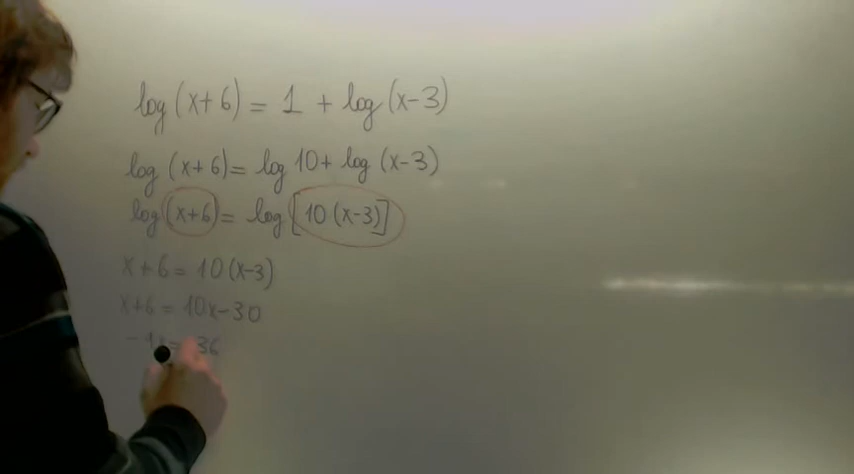 log (x+6) = 1 + log (x-3)
log (x+6) = log 10 + log (x-3)
log (x+6) = log [10 (x-3)]
x+6 = 10 (x-3)
x+6 = 10x-30
= 36